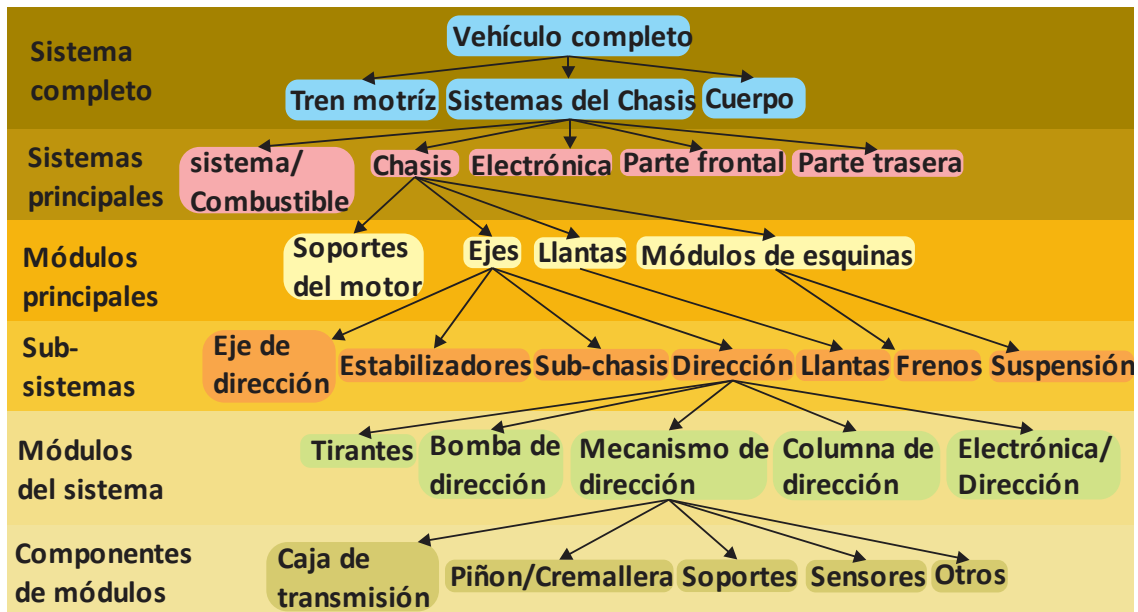 Sistema
completo
Vehículo completo
Tren motríz
Sistemas del Chasis
Cuerpo
Sistemas
principales
sistema/
Combustible
Chasis
Electrónica
Parte frontal
Parte trasera
Módulos
principales
Soportes
del motor
Ejes
Llantas
Módulos de esquinas
Sub-
sistemas
Eje de
dirección
Estabilizadores
Sub-chasis
Dirección
Llantas
Frenos
Suspensión
Módulos
del sistema
Tirantes
Bomba de
dirección
Mecanismo de
dirección
Columna de
dirección
Electrónica/
Dirección
Componentes
de módulos
Caja de
transmisión
Piñon/Cremallera
Soportes
Sensores
Otros